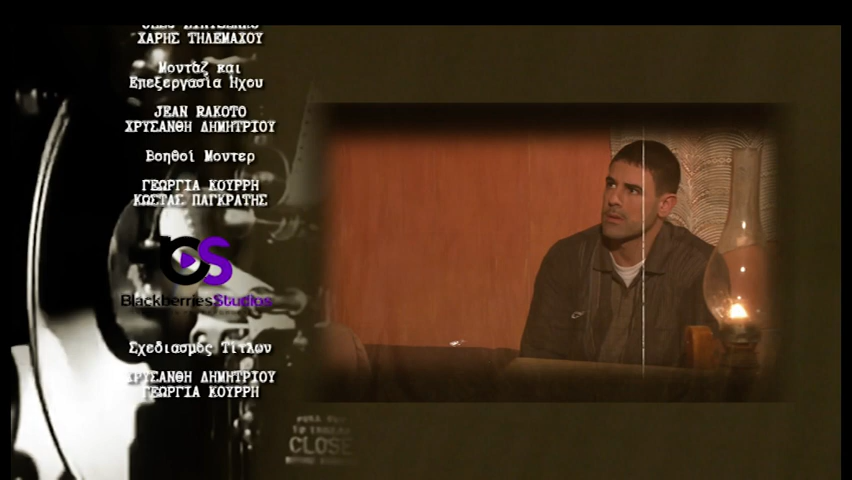 ΧΑΡΗΣ ΤΗΛΕΜΑΧΟΥ
Μοντάζ και
Επεξεργασία Ήχου
JEAN RAKOTO
ΧΡΥΣΑΝΘΗ ΔΗΜΗΤΡΙΟΥ
Βοηθοί Μοντερ
ΓΕΩΡΓΙΑ ΚΟΥΡΡΗ
ΚΩΣΤΑΣ ΠΑΓΚΡΑΤΗΣ
BlackberriesStudios
Σχεδιασμός Τίτλων
ΧΡΥΣΑΝΘΗ ΔΗΜΗΤΡΙΟΥ
ΓΕΩΡΓΙΑ ΚΟΥΡΡΗ
CLOSE